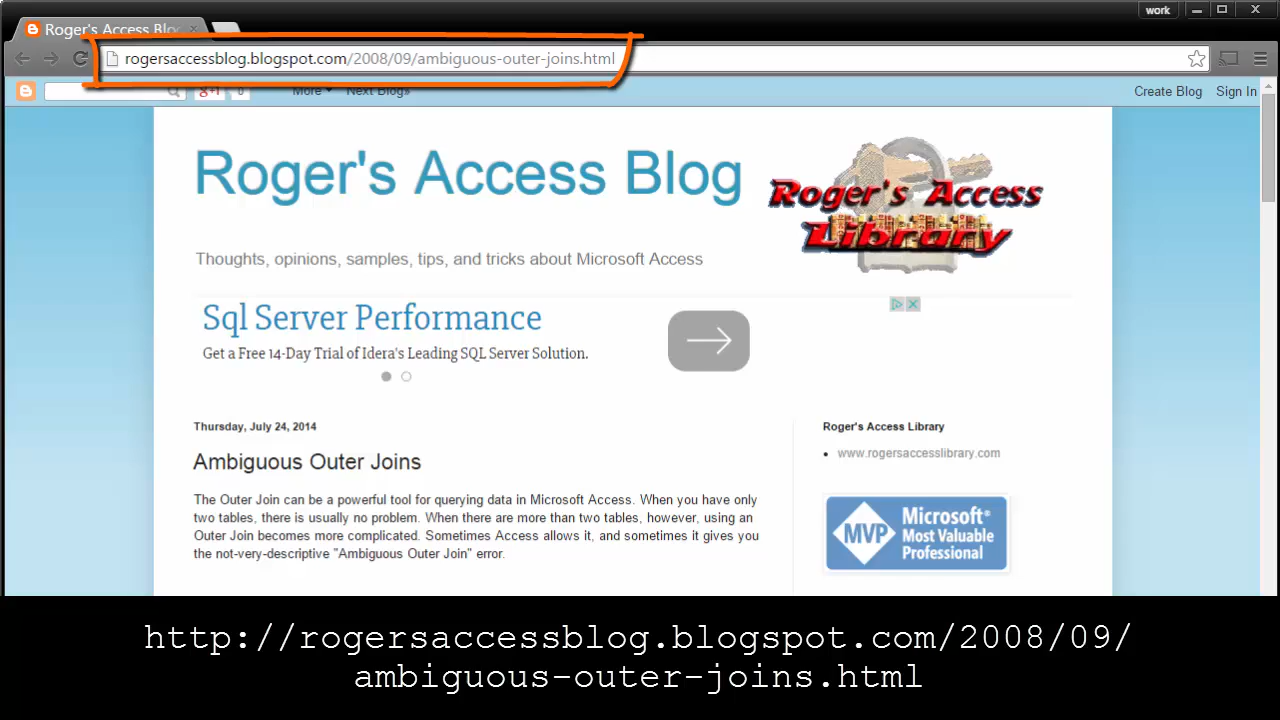 work
Roger's Access Blog
rogersaccessblog.blogspot.com/2008/09/ambiguous-outer-joins.html
g+1 0 More Next Blog» Create Blog Sign In
Roger's Access Blog
Roger's Access
Library
Thoughts, opinions, samples, tips, and tricks about Microsoft Access
Sql Server Performance
Get a Free 14-Day Trial of Idera's Leading SQL Server Solution.
Thursday, July 24, 2014
Ambiguous Outer Joins
The Outer Join can be a powerful tool for querying data in Microsoft Access. When you have only
two tables, there is usually no problem. When there are more than two tables, however, using an
Outer Join becomes more complicated. Sometimes Access allows it, and sometimes it gives you
the not-very-descriptive "Ambiguous Outer Join" error.
Roger's Access Library
www.rogersaccesslibrary.com
MVP
Microsoft®
Most Valuable
Professional
http://rogersaccessblog.blogspot.com/2008/09/
ambiguous-outer-joins.html